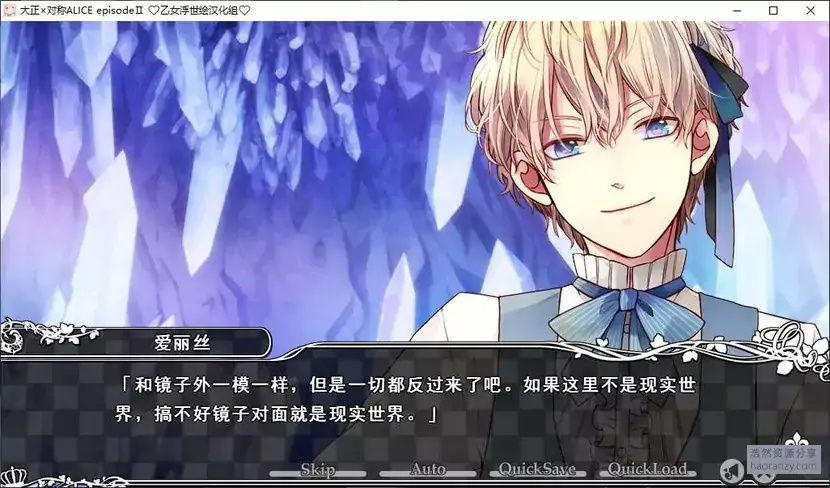 大正×对称ALICE episodeⅡ ♡乙女浮世绘汉化组♡
爱丽丝
「和镜子外一模一样，但是一切都反过来了吧。如果这里不是现实世
界，搞不好镜子对面就是现实世界。」
Skip Auto QuickSave QuickLoad
浩然资源分享
haoranzy.com